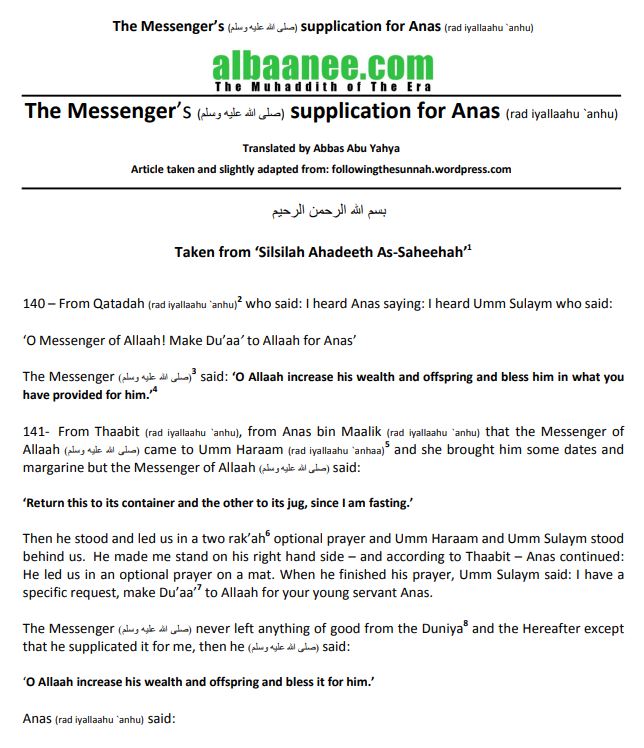 The Messenger's (صلى الله عليه وسلم) supplication for Anas (rad iyallaahu `anhu)
albaanee.com
The Muhaddith of The Era
The Messenger's (صلى الله عليه وسلم) supplication for Anas (rad iyallaahu `anhu)
Translated by Abbas Abu Yahya
Article taken and slightly adapted from: followingthesunnah.wordpress.com
بسم الله الرحمن الرحيم
Taken from ‘Silsilah Ahadeeth As-Saheehah’1
140 – From Qatadah (rad iyallaahu `anhu)2 who said: I heard Anas saying: I heard Umm Sulaym who said:
‘O Messenger of Allaah! Make Du’aa’ to Allaah for Anas’
The Messenger (صلى الله عليه وسلم)3 said: ‘O Allaah increase his wealth and offspring and bless him in what you
have provided for him.’4
141- From Thaabit (rad iyallaahu `anhu), from Anas bin Maalik (rad iyallaahu `anhu) that the Messenger of
Allaah (صلى الله عليه وسلم) came to Umm Haraam (rad iyallaahu `anhaa)5 and she brought him some dates and
margarine but the Messenger of Allaah (صلى الله عليه وسلم) said:
‘Return this to its container and the other to its jug, since I am fasting.’
Then he stood and led us in a two rak’ah6 optional prayer and Umm Haraam and Umm Sulaym stood
behind us. He made me stand on his right hand side – and according to Thaabit – Anas continued:
He led us in an optional prayer on a mat. When he finished his prayer, Umm Sulaym said: I have a
specific request, make Du’aa’7 to Allaah for your young servant Anas.
The Messenger (صلى الله عليه وسلم) never left anything of good from the Duniya8 and the Hereafter except
that he supplicated it for me, then he (صلى الله عليه وسلم) said:
‘O Allaah increase his wealth and offspring and bless it for him.’
Anas (rad iyallaahu `anhu) said: